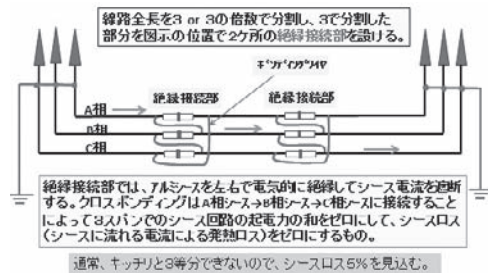 線路全長を3 or 3の倍数で分割し、3で分割した
部分を図示の位置で2ケ所の絶縁接続部を設ける。
ボンディングワイヤ
絶縁接続部
絶縁接続部
A相
B相
C相
絶縁接続部では、アルミシースを左右で電気的に絶縁してシース電流を遮断
する。クロスボンディングはA相シース→B相シース→C相シースに接続すること
によって3スパンでのシース回路の起電力の和をゼロにして、シースロス
(シースに流れる電流による発熱ロス)をゼロにするもの。
通常、キッチリと3等分できないので、シースロス5%を見込む。